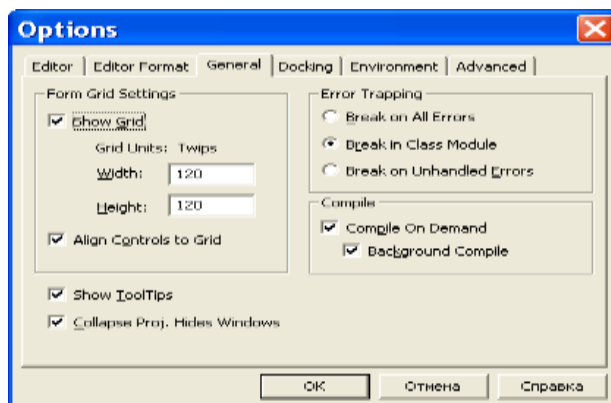 Options
Editor Editor Format General Docking Environment Advanced
Form Grid Settings
Show Grid
Grid Units: Twips
Width: 120
Height: 120
Align Controls to Grid
Show ToolTips
Collapse Proj. Hides Windows
Error Trapping
Break on All Errors
Break in Class Module
Break on Unhandled Errors
Compile
Compile On Demand
Background Compile
OK Отмена Справка